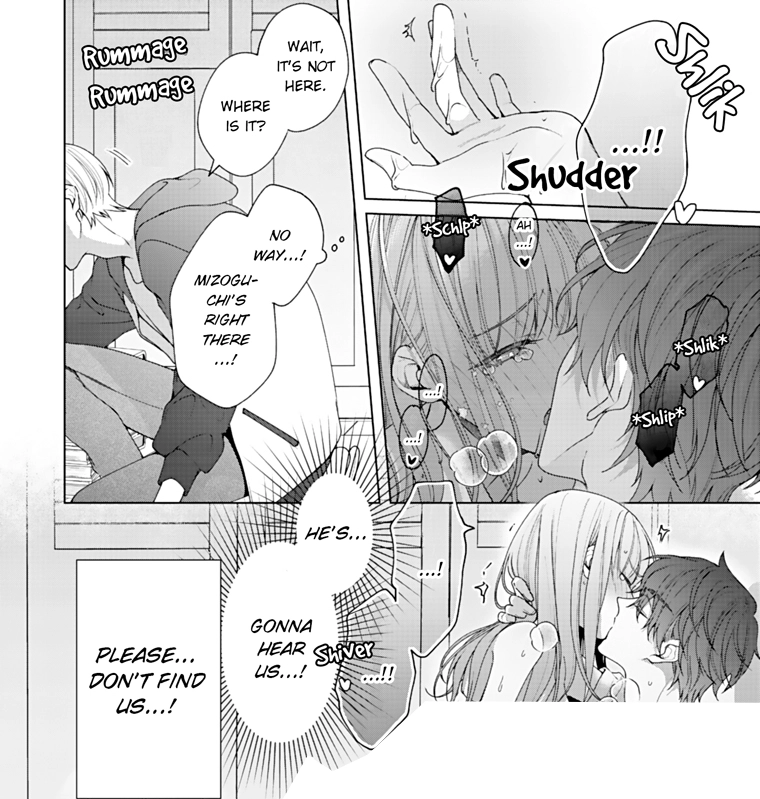 Shlik
...!!
Shudder
*Schlp*
AH
...!
*Shlik*
*Shlip*
...!
...!
WAIT,
IT'S NOT
HERE.
WHERE
IS IT?
Rummage
Rummage
NO
WAY...!
MIZOGU-
CHI'S
RIGHT
THERE
...!
...!
...!!
Shiver
HE'S...
GONNA
HEAR
US...!
PLEASE...
DON'T FIND
US...!